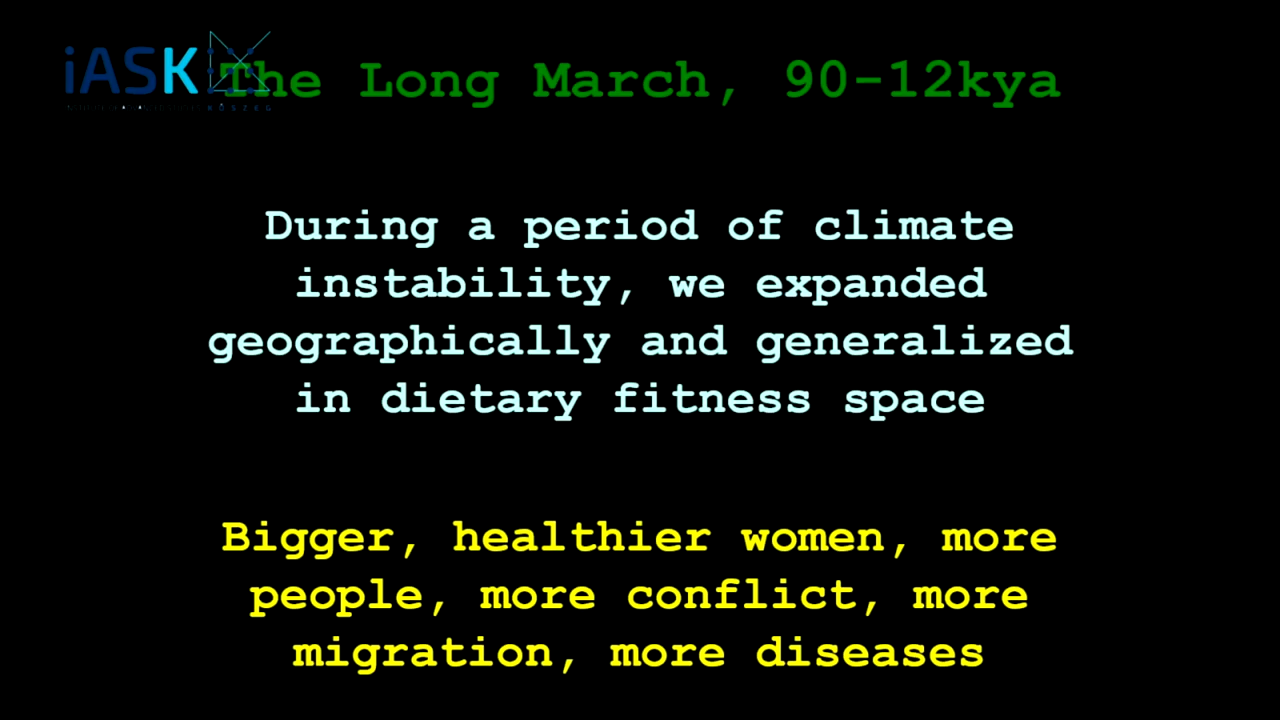 iASK
The Long March, 90-12kya
KŐSZEG
During a period of climate
instability, we expanded
geographically and generalized
in dietary fitness space
Bigger, healthier women, more
people, more conflict, more
migration, more diseases